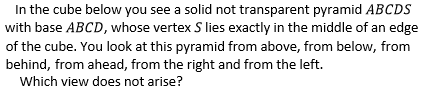 In the cube below you see a solid not transparent pyramid ABCDS
with base ABCD, whose vertex S lies exactly in the middle of an edge
of the cube. You look at this pyramid from above, from below, from
behind, from ahead, from the right and from the left.
Which view does not arise?